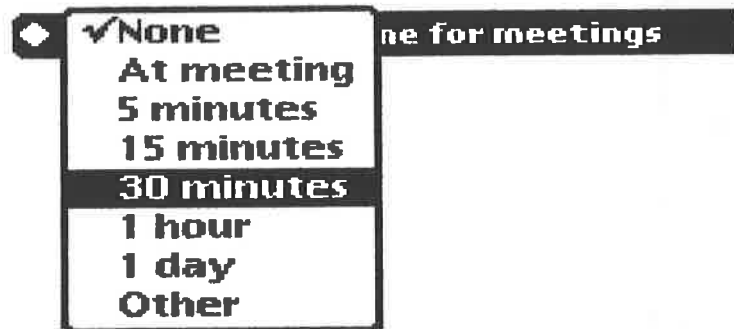 ✓None
ne for meetings
At meeting
5 minutes
15 minutes
30 minutes
1 hour
1 day
Other